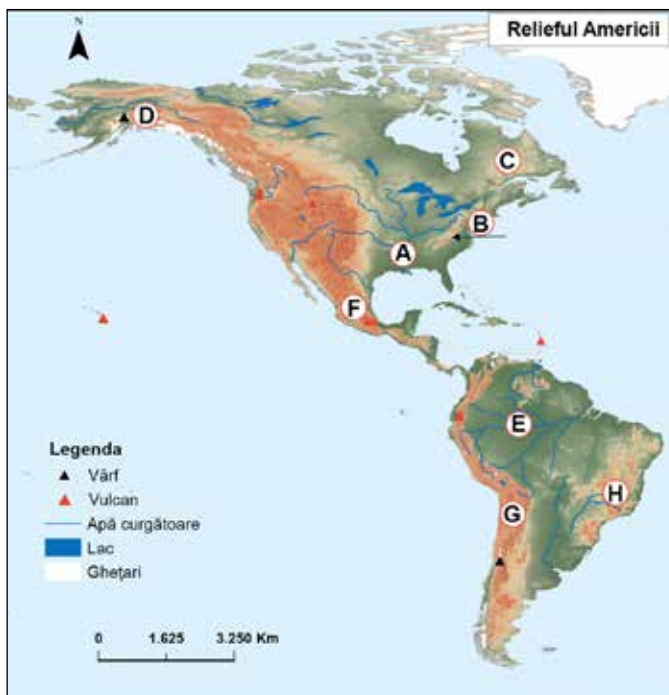 Relieful Americii
N
D
C
B
A
F
E
H
G
Legenda
Vârf
Vulcan
Apă curgătoare
Lac
Ghețari
0 1.625 3.250 Km